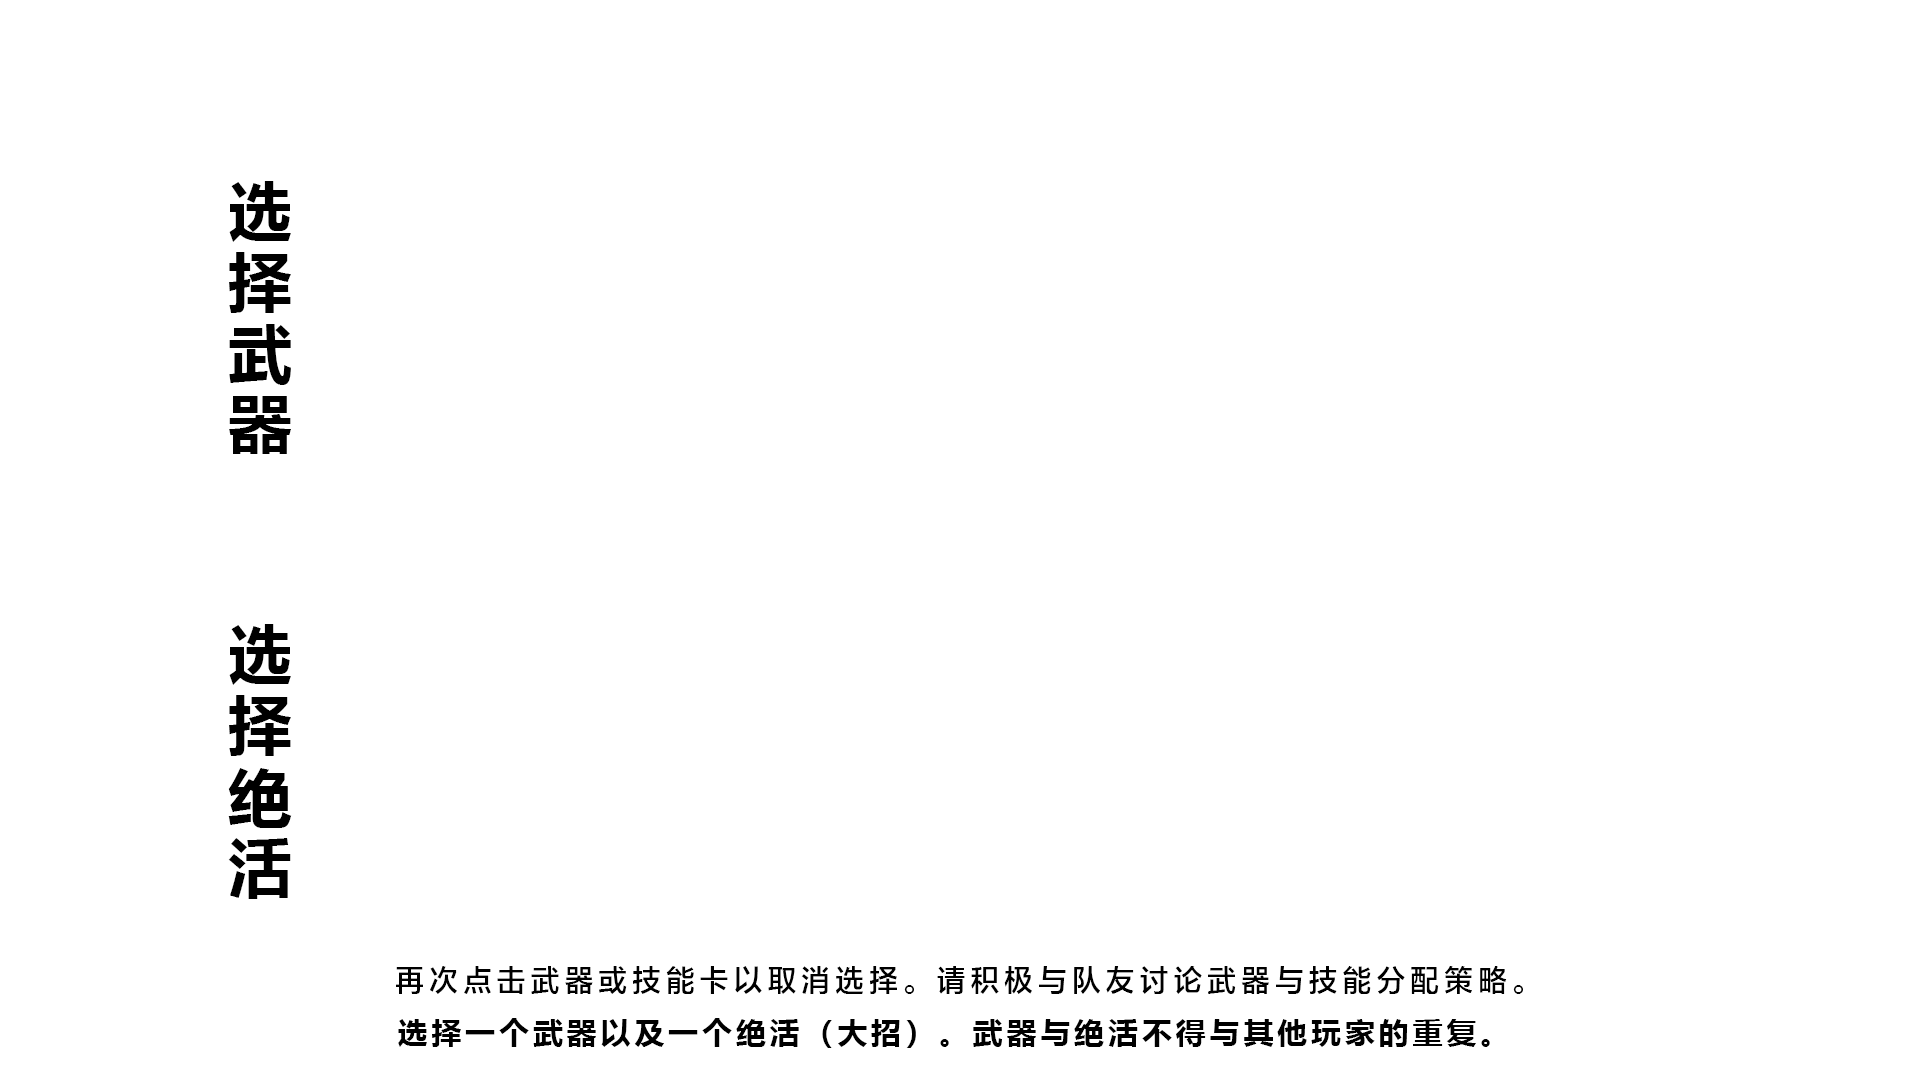 选择武器
选择绝活
再次点击武器或技能卡以取消选择。请积极与队友讨论武器与技能分配策略。
选择一个武器以及一个绝活（大招）。武器与绝活不得与其他玩家的重复。